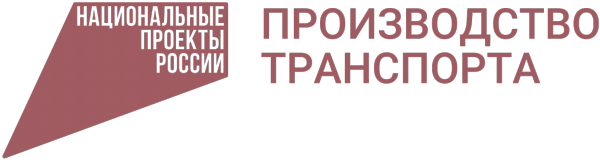 НАЦИОНАЛЬНЫЕ
ПРОЕКТЫ
РОССИИ
ПРОИЗВОДСТВО
ТРАНСПОРТА